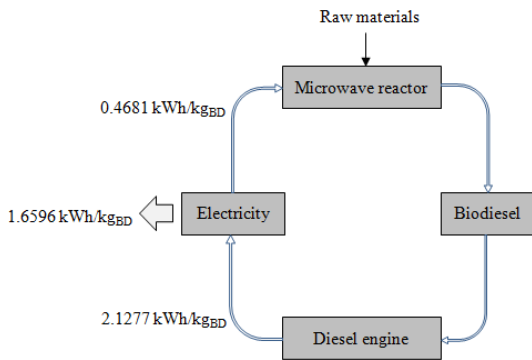 Raw materials
Microwave reactor
0.4681 kWh/kgBD
Electricity
1.6596 kWh/kgBD
Biodiesel
2.1277 kWh/kgBD
Diesel engine